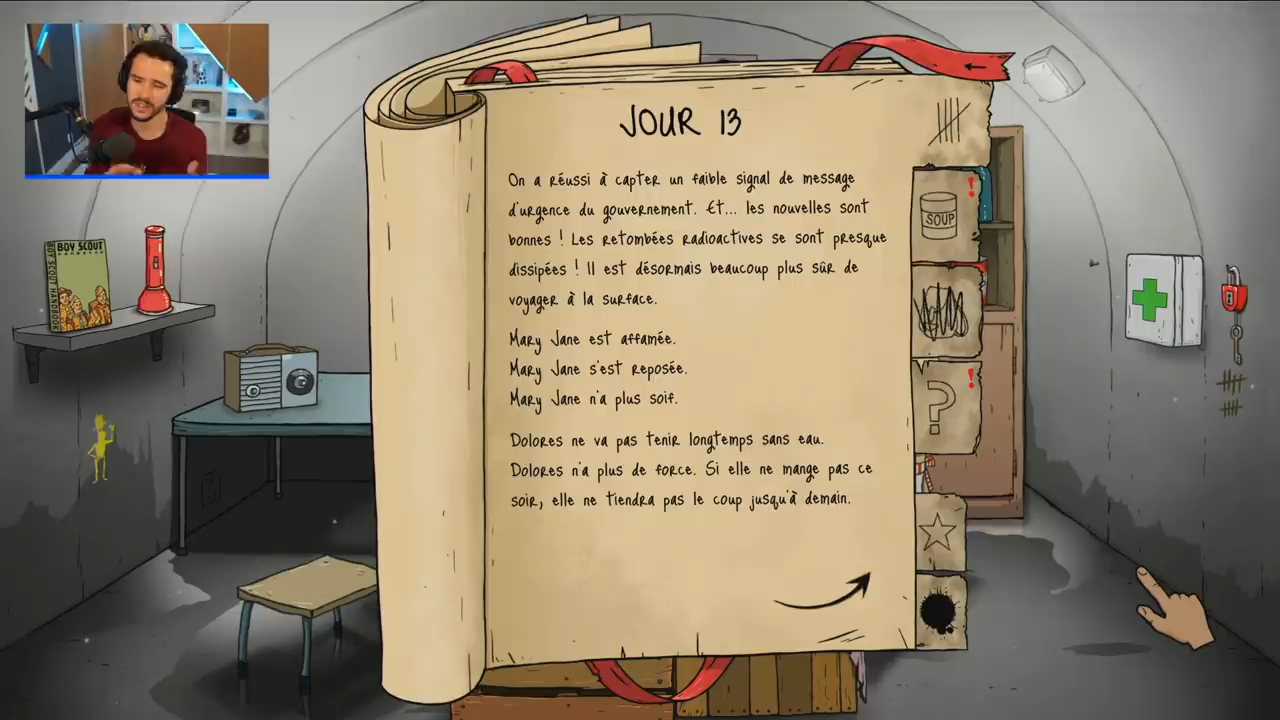 JOUR 13
On a réussi à capter un faible signal de message
d'urgence du gouvernement. Et... les nouvelles sont
bonnes ! Les retombées radioactives se sont presque
dissipées ! Il est désormais beaucoup plus sûr de
voyager à la surface.
Mary Jane est affamée.
Mary Jane s'est reposée.
Mary Jane n'a plus soif.
Dolores ne va pas tenir longtemps sans eau.
Dolores n'a plus de force. Si elle ne mange pas ce
soir, elle ne tiendra pas le coup jusqu'à demain.
!
SOUP
?
!
BOY SCOUT
BOY SCOUT HANDBOOK